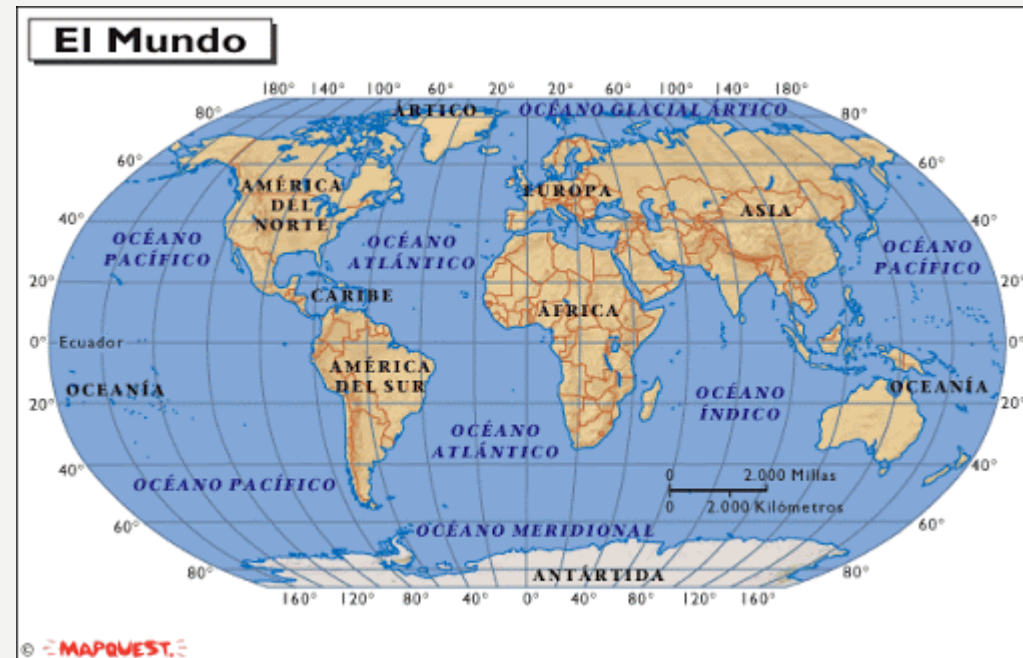 El Mundo
180° 140° 100° 60° 20° 20° 60° 100° 140° 180°
ÁRTICO OCÉANO GLACIAL ÁRTICO
80° 80°
60° 60°
AMÉRICA
DEL
NORTE
EUROPA
ASIA
40° 40°
OCÉANO
PACÍFICO
OCÉANO
ATLÁNTICO
OCÉANO
PACÍFICO
20° 20°
CARIBE
ÁFRICA
0° Ecuador 0°
AMÉRICA
DEL SUR
OCEANÍA
OCÉANO
ÍNDICO
OCEANÍA
20° 20°
OCÉANO
ATLÁNTICO
40° 40°
OCÉANO PACÍFICO
0 2.000 Millas
0 2.000 Kilómetros
60° 60°
OCÉANO MERIDIONAL
80° 80°
ANTÁRTIDA
160° 120° 80° 40° 0° 40° 80° 120° 160°
© MAPQUEST.